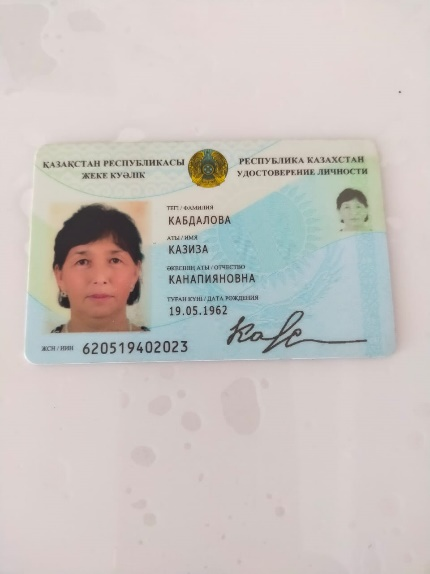 ҚАЗАҚСТАН РЕСПУБЛИКАСЫ
ЖЕКЕ КУӘЛІК
РЕСПУБЛИКА КАЗАХСТАН
УДОСТОВЕРЕНИЕ ЛИЧНОСТИ
ТЕГІ / ФАМИЛИЯ
КАБДАЛОВА
АТЫ / ИМЯ
КАЗИЗА
ӘКЕСІНІҢ АТЫ / ОТЧЕСТВО
КАНАПИЯНОВНА
ТУҒАН КҮНІ / ДАТА РОЖДЕНИЯ
19.05.1962
ЖСН / ИИН 620519402023